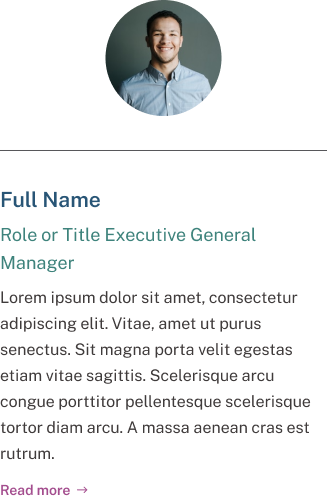 Full Name
Role or Title Executive General
Manager
Lorem ipsum dolor sit amet, consectetur
adipiscing elit. Vitae, amet ut purus
senectus. Sit magna porta velit egestas
etiam vitae sagittis. Scelerisque arcu
congue porttitor pellentesque scelerisque
tortor diam arcu. A massa aenean cras est
rutrum.
Read more →